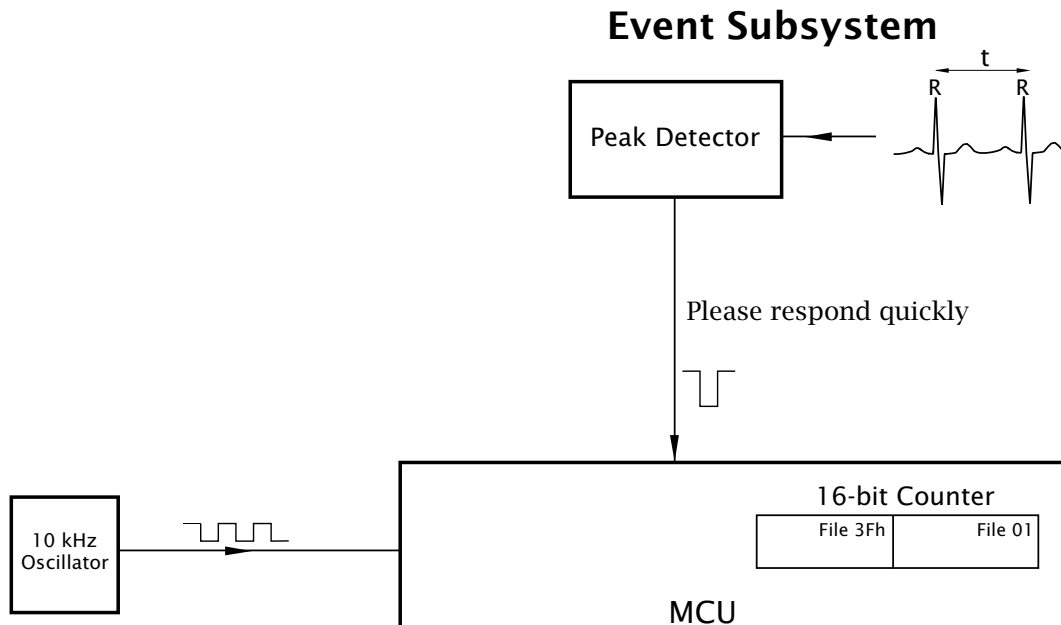 Event Subsystem
t
R R
Peak Detector
Please respond quickly
16-bit Counter
File 3Fh File 01
10 kHz
Oscillator
MCU